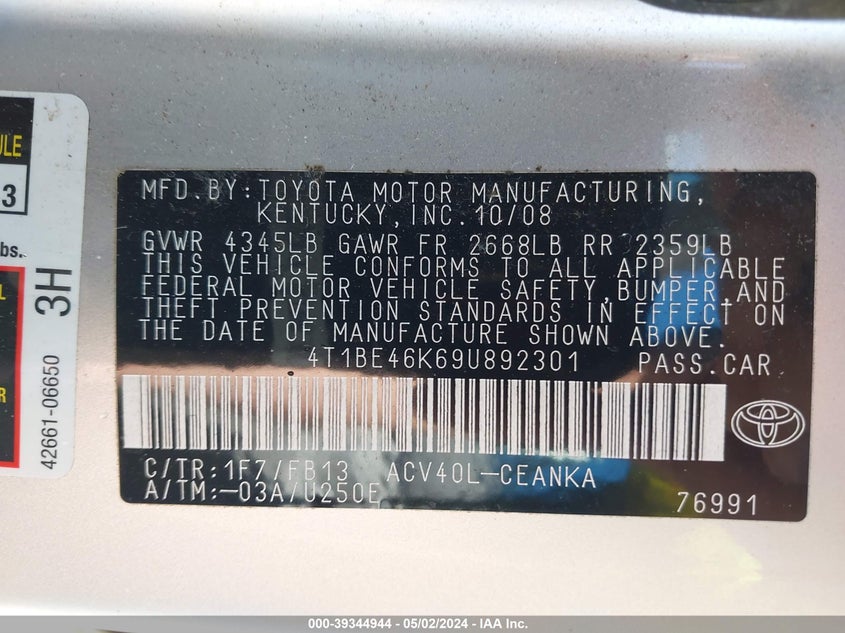 ULE
3
bs.
L
R
3H
42661-06650
MFD.BY:TOYOTA MOTOR MANUFACTURING,
KENTUCKY,INC.10/08
GVWR 4345LB GAWR FR 2668LB RR 2359LB
THIS VEHICLE CONFORMS TO ALL APPLICABLE
FEDERAL MOTOR VEHICLE SAFETY,BUMPER,AND
THEFT PREVENTION STANDARDS IN EFFECT ON
THE DATE OF MANUFACTURE SHOWN ABOVE.
4T1BE46K69U892301 PASS.CAR
C/TR:1F7/FB13 ACV40L-CEANKA
A/TM:-03A/U250E
76991
000-39344944 — 05/02/2024 — IAA Inc.